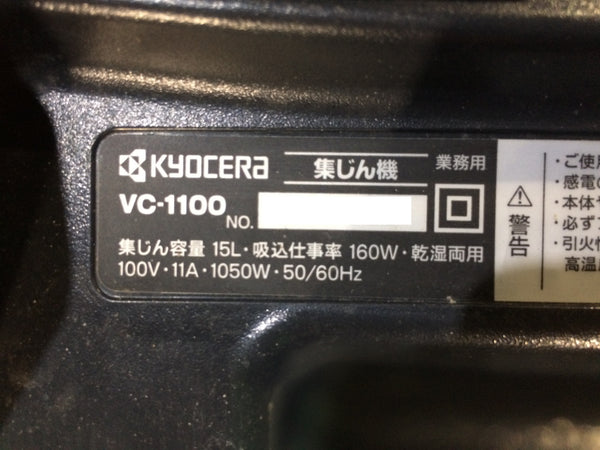 KYOCERA 集じん機 業務用
VC-1100 NO.
集じん容量 15L・吸込仕事率 160W・乾湿両用
100V・11A・1050W・50/60Hz
警告
・ご使用
・感電の
・本体
・必ず
・引火性
高温